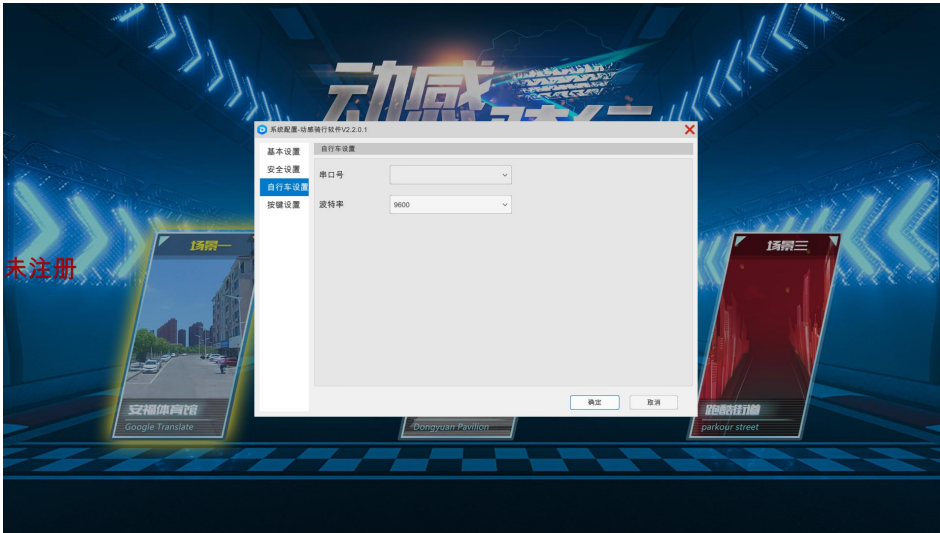 动感
系统配置-动感骑行软件V2.2.0.1
基本设置
安全设置
自行车设置
按键设置
自行车设置
串口号
波特率
9600
确定
取消
未注册
场景一
安福体育馆
Google Translate
Dongyuan Pavilion
场景三
跑酷街道
parkour street